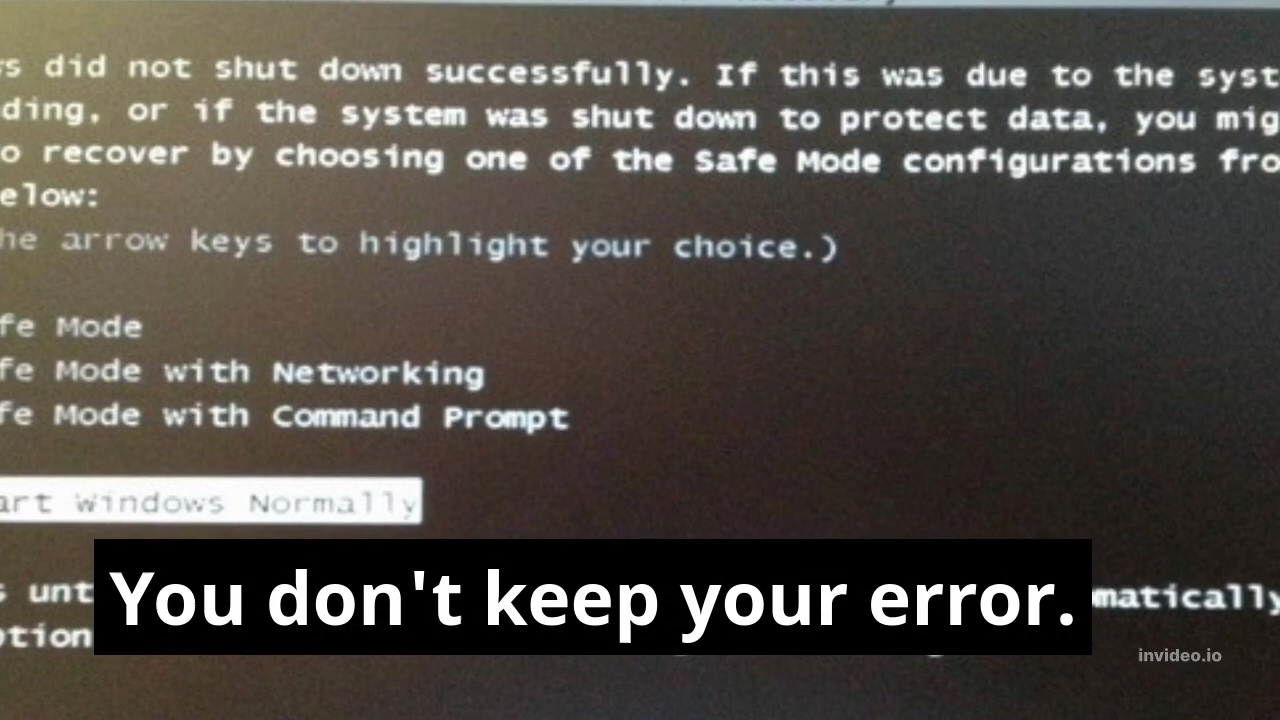 s did not shut down successfully. If this was due to the syst
ding, or if the system was shut down to protect data, you mig
o recover by choosing one of the Safe Mode configurations fro
elow:
he arrow keys to highlight your choice.)
fe Mode
fe Mode with Networking
fe Mode with Command Prompt
art Windows Normally
s unt matically
You don't keep your error.
ption
invideo.io